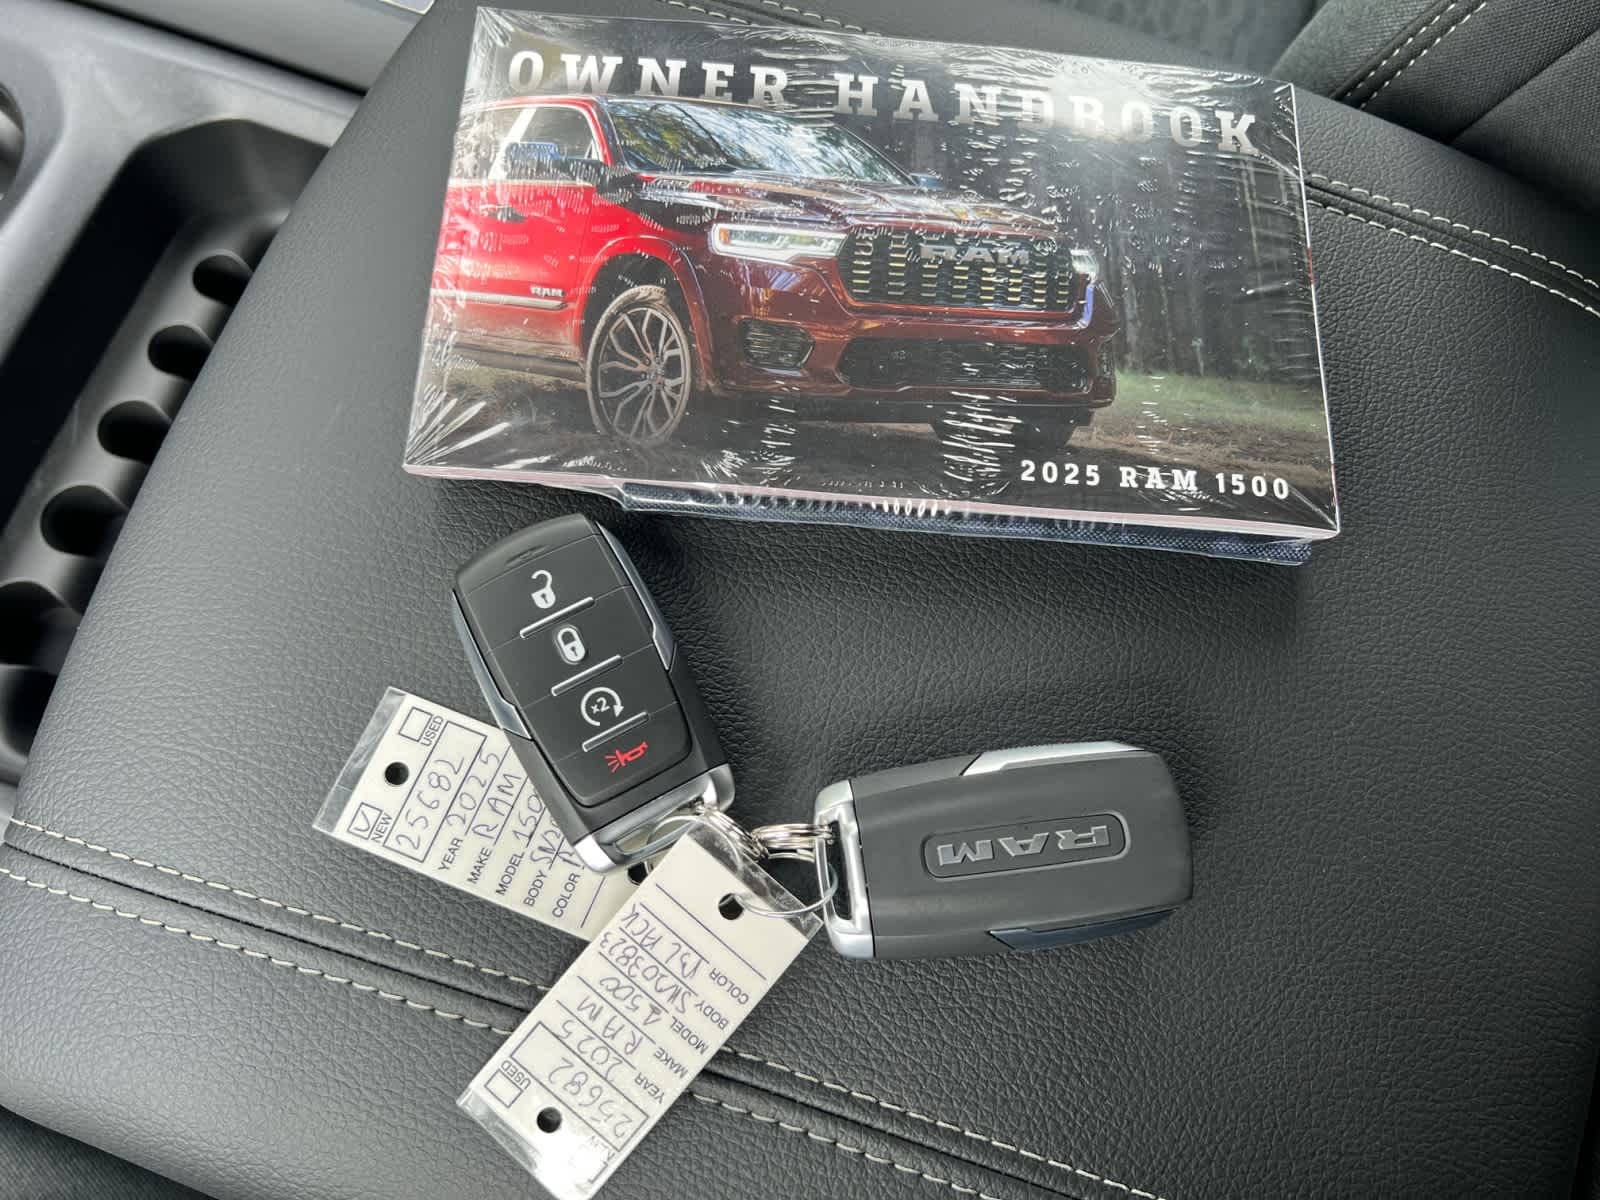 OWNER HANDBOOK
RAM
RAM
2025 RAM 1500
x2
USED
NEW
25682
YEAR 2025
MAKE RAM
MODEL 150
BODY
COLOR
RAM
USED
25682
YEAR 2025
MAKE RAM
MODEL 1500
BODY SN203823
COLOR BLACK